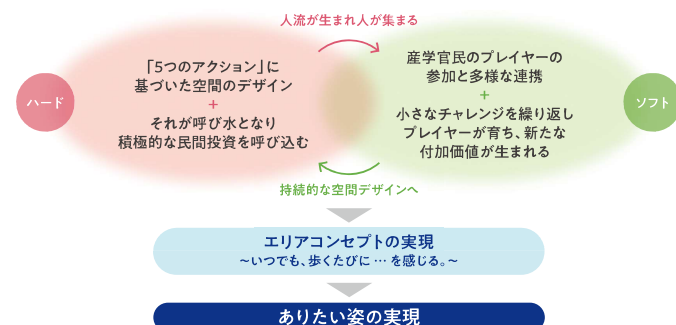 人流が生まれ人が集まる
ハード
「5つのアクション」に
基づいた空間のデザイン
+
それが呼び水となり
積極的な民間投資を呼び込む
産学官民のプレイヤーの
参加と多様な連携
+
小さなチャレンジを繰り返し
プレイヤーが育ち、新たな
付加価値が生まれる
ソフト
持続的な空間デザインへ
エリアコンセプトの実現
～いつでも、歩くたびに … を感じる。～
ありたい姿の実現